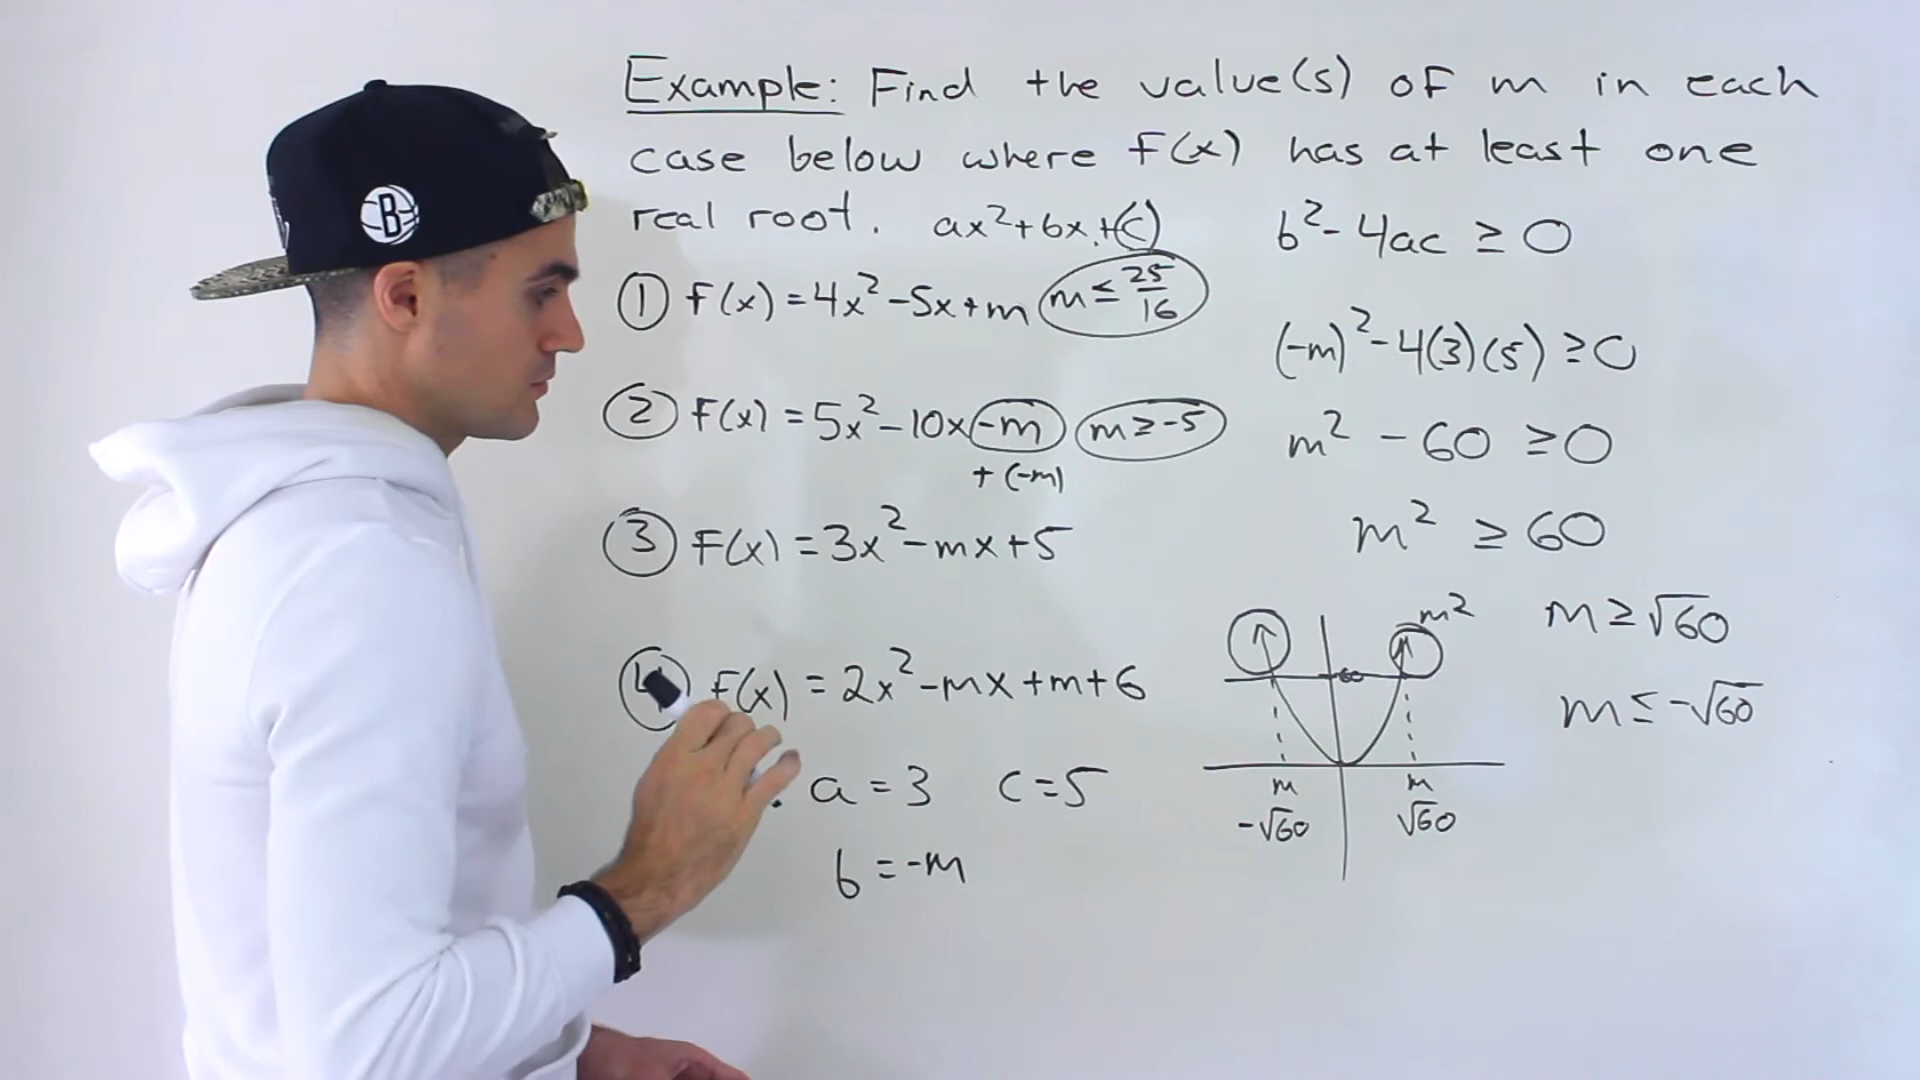 Example: Find the value(s) of m in each
case below where f(x) has at least one
real root. ax²+bx+(c)
① f(x) = 4x²-5x+m m ≤ 25/16
② f(x) = 5x²-10x-m m ≥ -5
+ (-m)
③ f(x) = 3x²-mx+5
④ f(x) = 2x²-mx+m+6
a = 3 c = 5
b = -m
b²-4ac ≥ 0
(-m)²-4(3)(5) ≥ 0
m² - 60 ≥ 0
m² ≥ 60
m ≥ √60
m ≤ -√60
m²
60
m m
-√60 √60
B